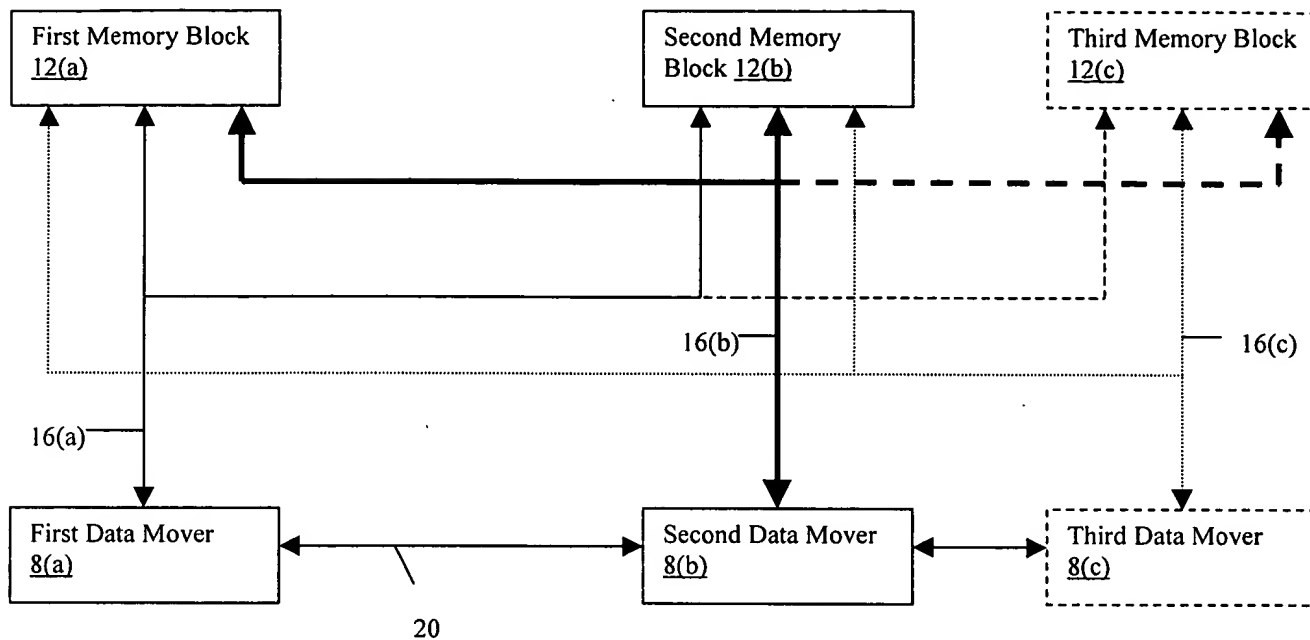 First Memory Block
12(a)
Second Memory
Block 12(b)
Third Memory Block
12(c)
16(b)
16(c)
16(a)
First Data Mover
8(a)
Second Data Mover
8(b)
Third Data Mover
8(c)
20